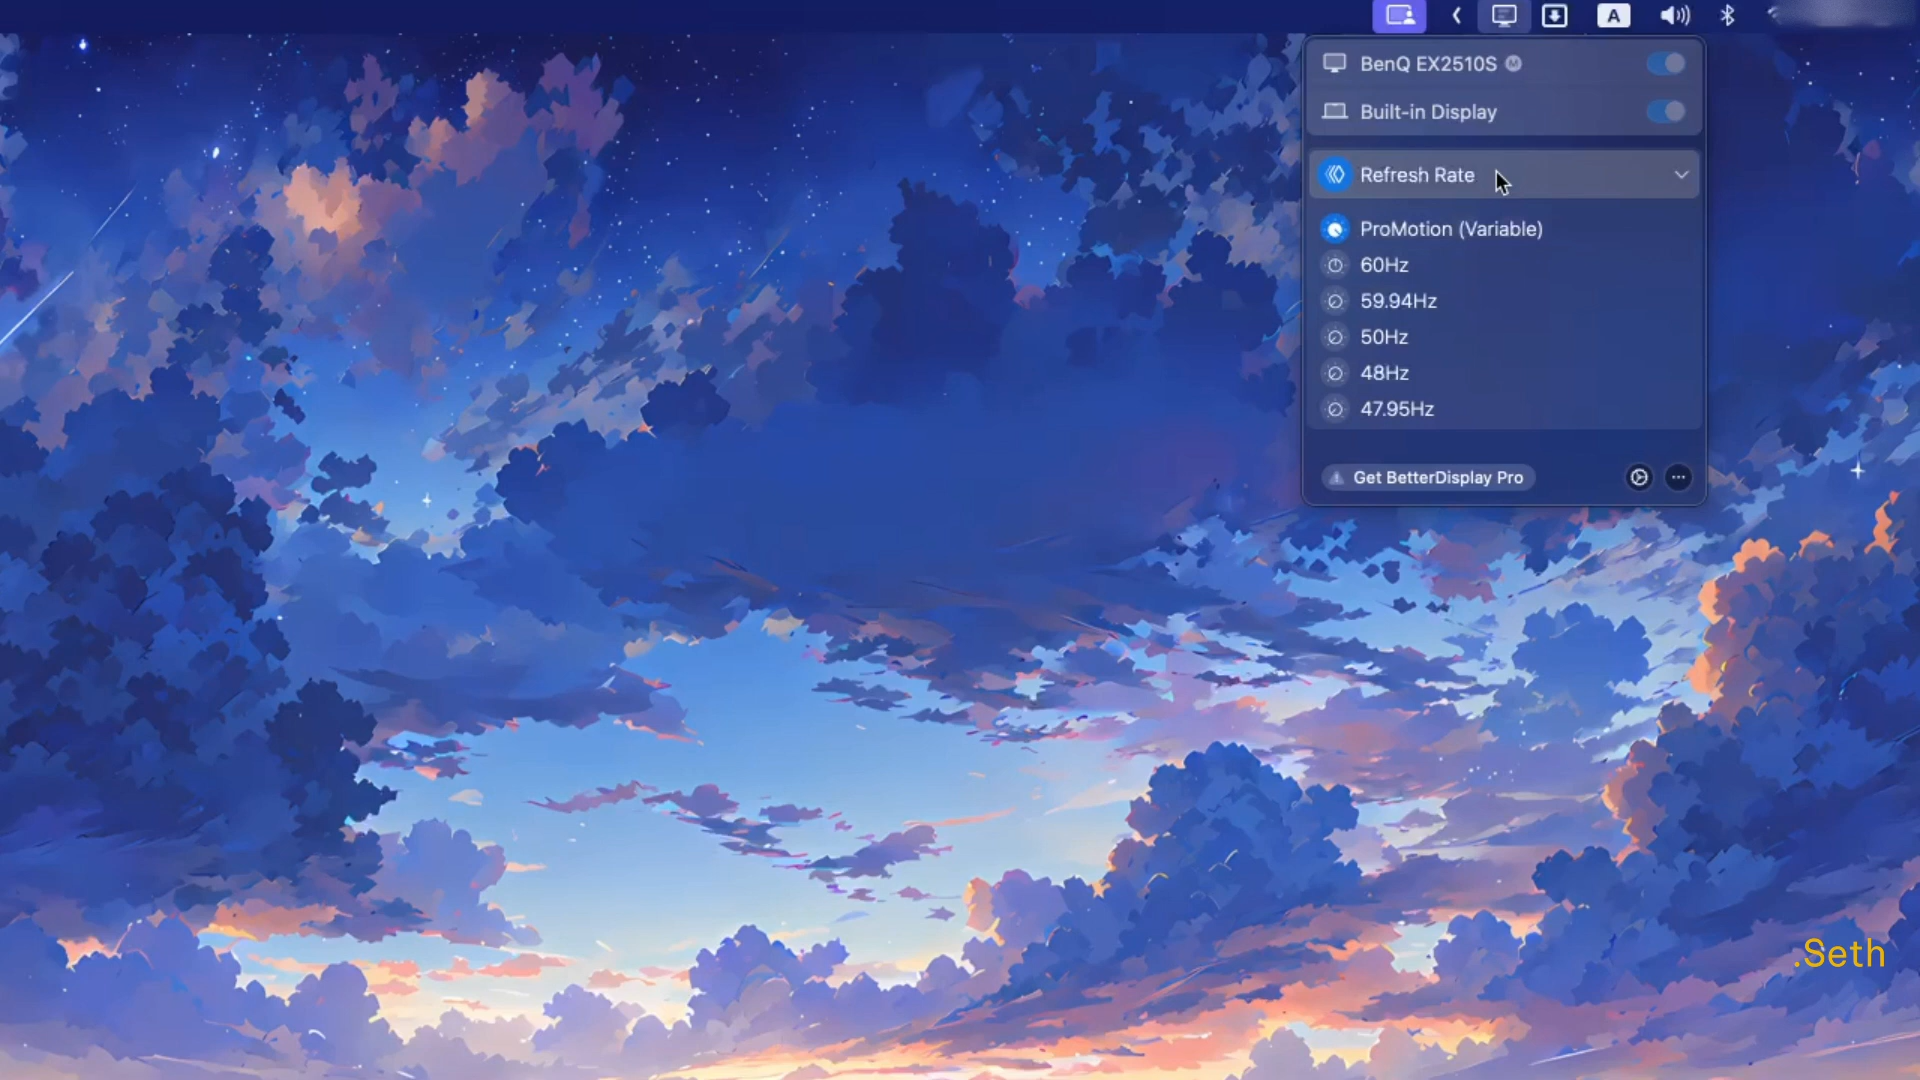 A
BenQ EX2510S M
Built-in Display
Refresh Rate
ProMotion (Variable)
60Hz
59.94Hz
50Hz
48Hz
47.95Hz
Get BetterDisplay Pro
.Seth